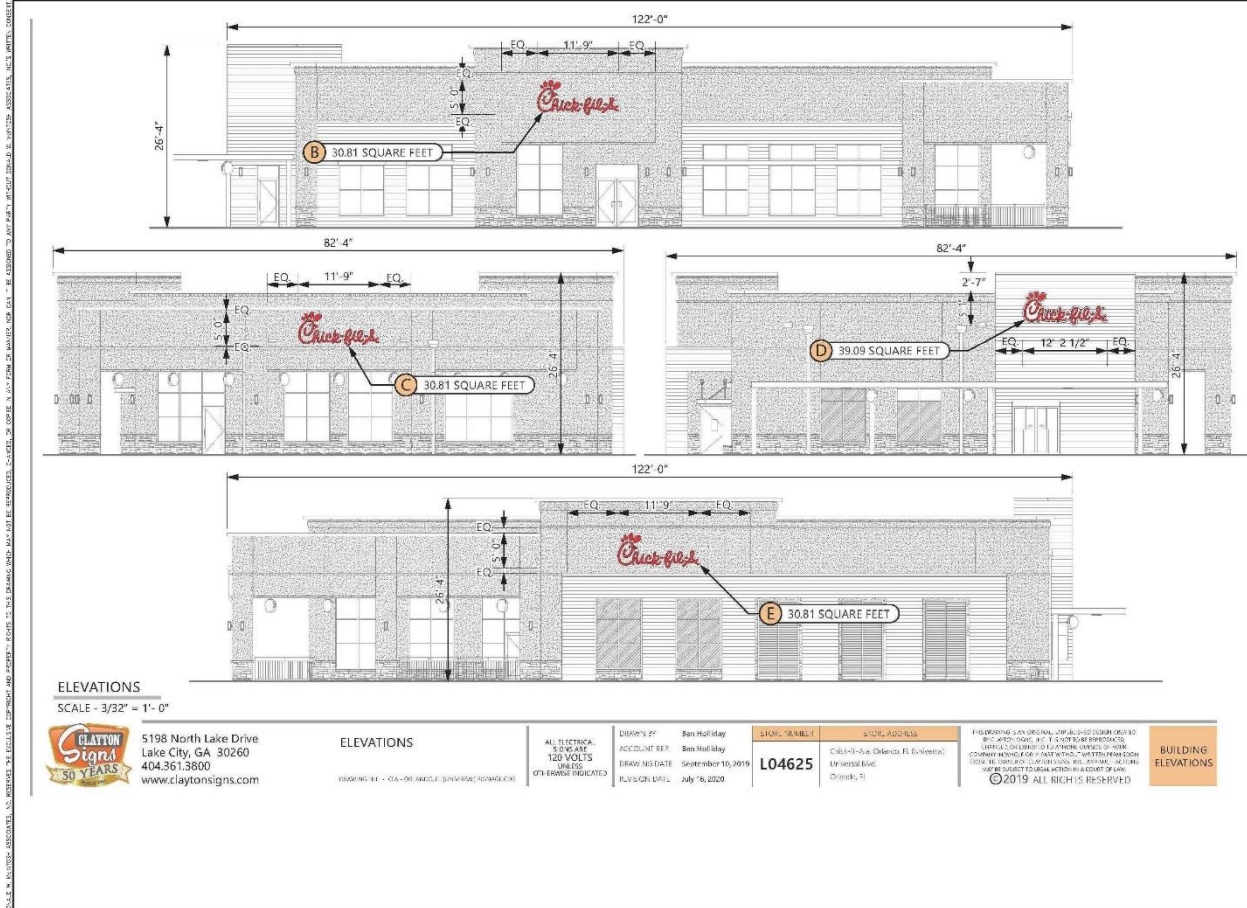 122'-0"
EQ. 11'-9" EQ.
EQ.
5'0"
EQ.
26'-4"
Chick-fil-A
B 30.81 SQUARE FEET
82'-4"
EQ. 11'-9" EQ.
EQ.
5'0"
EQ.
Chick-fil-A
26'-4"
C 30.81 SQUARE FEET
82'-4"
2'-7"
Chick-fil-A
D 39.09 SQUARE FEET
EQ. 12' 2 1/2" EQ.
26'-4"
122'-0"
EQ. 11'-9" EQ.
EQ.
5'0"
EQ.
26'-4"
Chick-fil-A
E 30.81 SQUARE FEET
ELEVATIONS
SCALE - 3/32" = 1'- 0"
CLAYTON
Signs
50 YEARS
5198 North Lake Drive
Lake City, GA 30260
404.361.3800
www.claytonsigns.com
ELEVATIONS
ALL ELECTRICAL
SIGNS ARE
120 VOLTS
UNLESS
OTHERWISE INDICATED
DRAWN BY Ben Holliday
ACCOUNT REP. Ben Holliday
DRAWING DATE September 10, 2019
REVISION DATE July 16, 2020
STORE NUMBER
L04625
STORE ADDRESS
Chick-fil-A Orlando, FL (Universal)
Universal Blvd.
Orlando, FL
©2019 ALL RIGHTS RESERVED
BUILDING
ELEVATIONS